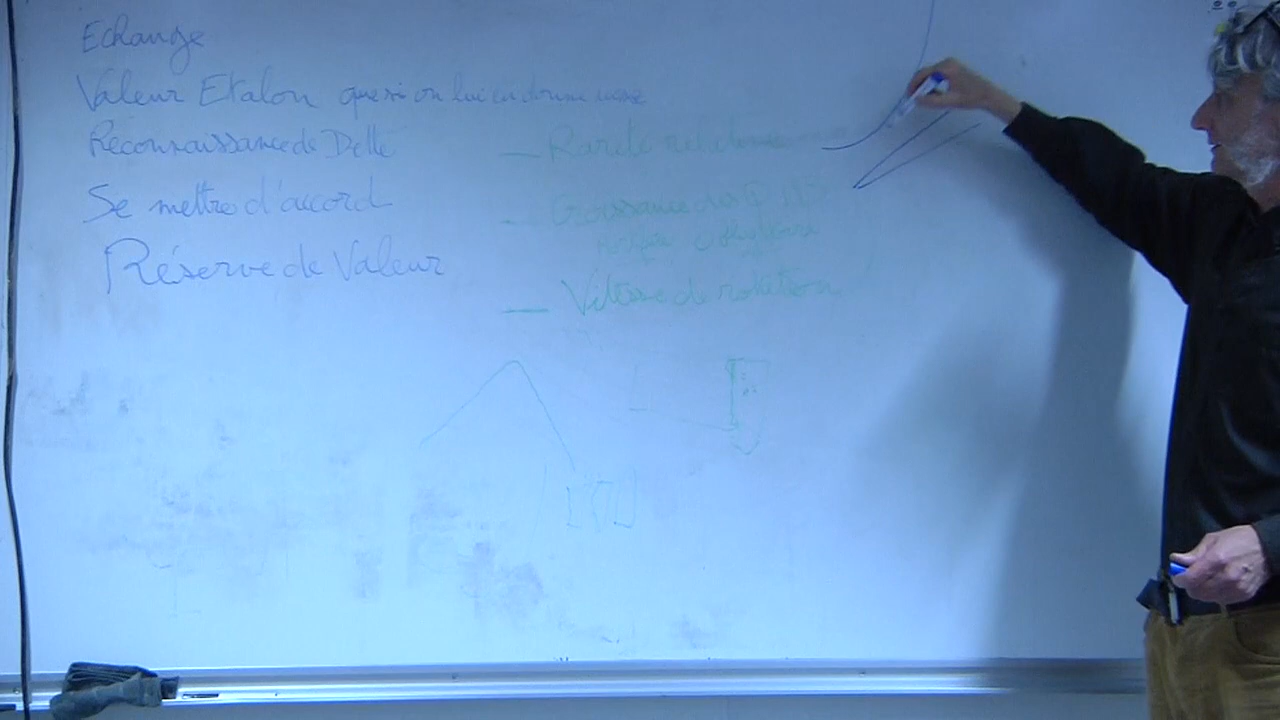 Echange
Valeur Etalon que si on lui en donne une
Reconnaissance de Dette
Se mettre d'accord
Réserve de Valeur
— Rareté relative
- Croissance des
— Vitesse de rotation